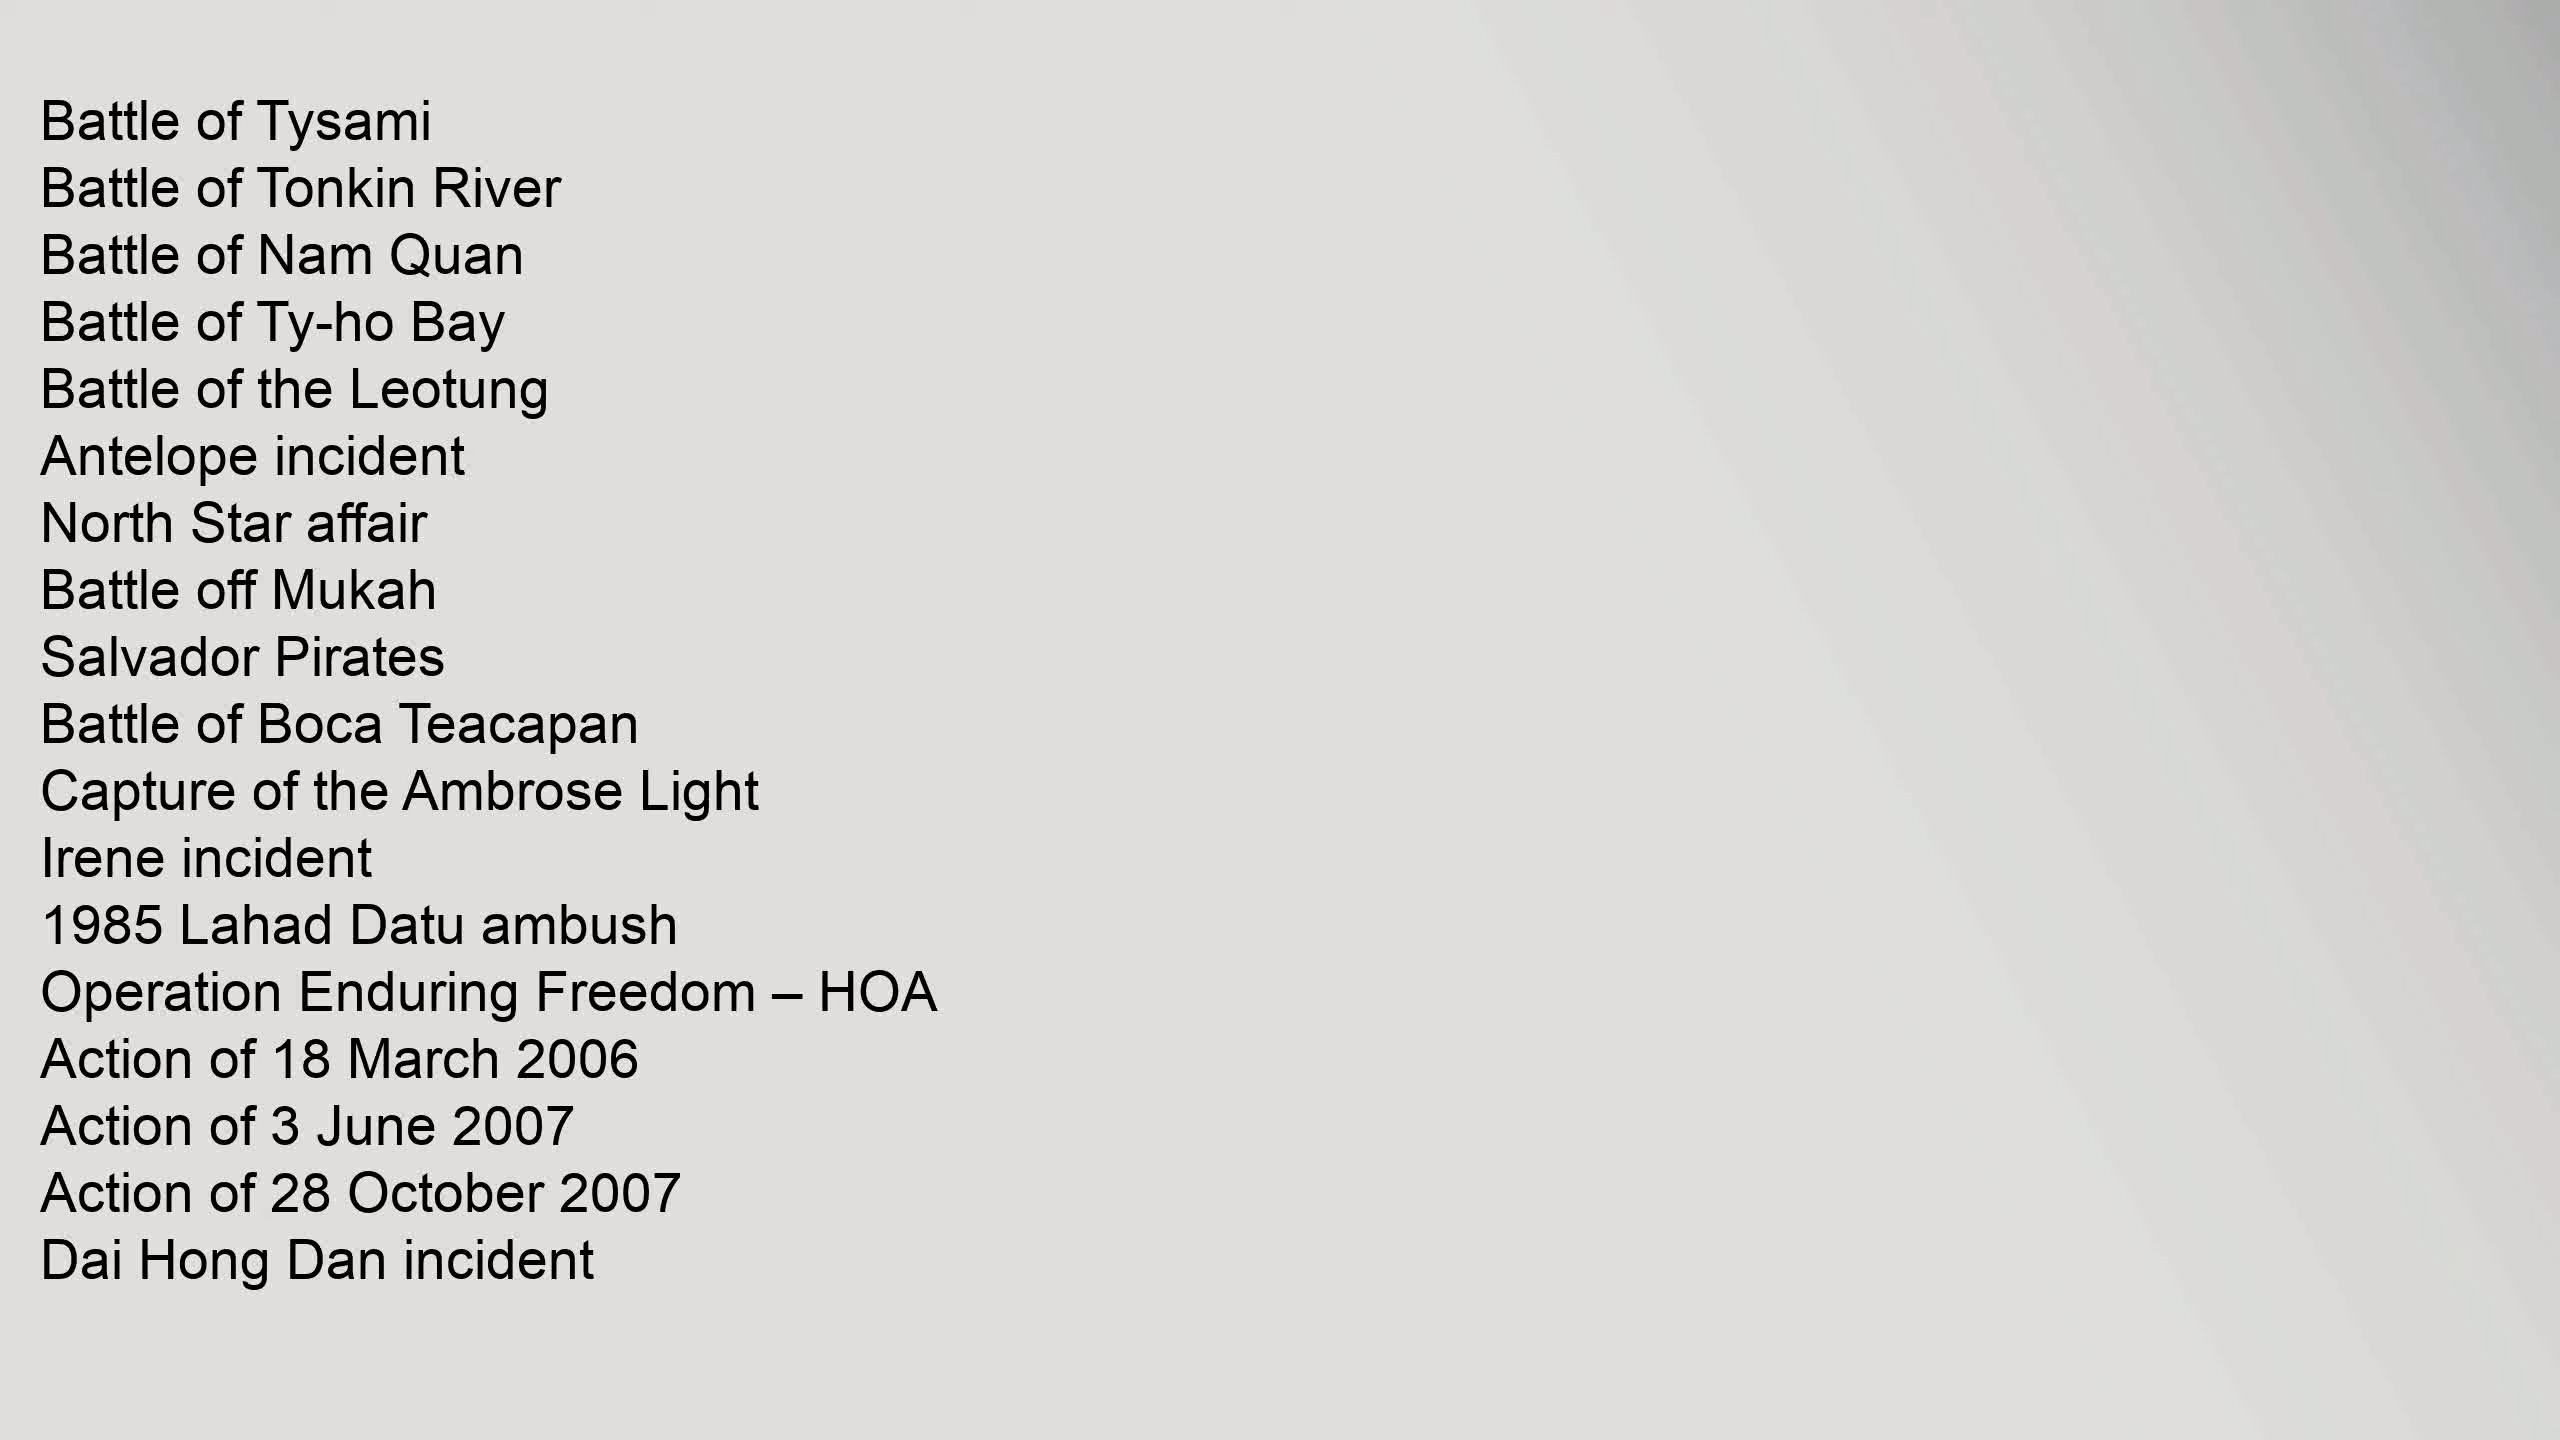 Battle of Tysami
Battle of Tonkin River
Battle of Nam Quan
Battle of Ty-ho Bay
Battle of the Leotung
Antelope incident
North Star affair
Battle off Mukah
Salvador Pirates
Battle of Boca Teacapan
Capture of the Ambrose Light
Irene incident
1985 Lahad Datu ambush
Operation Enduring Freedom – HOA
Action of 18 March 2006
Action of 3 June 2007
Action of 28 October 2007
Dai Hong Dan incident